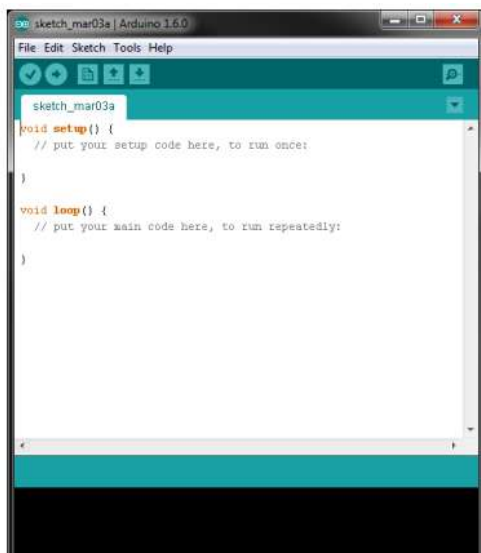 sketch_mar03a | Arduino 1.6.0
File Edit Sketch Tools Help
sketch_mar03a
void setup() {
// put your setup code here, to run once:
}
void loop() {
// put your main code here, to run repeatedly:
}